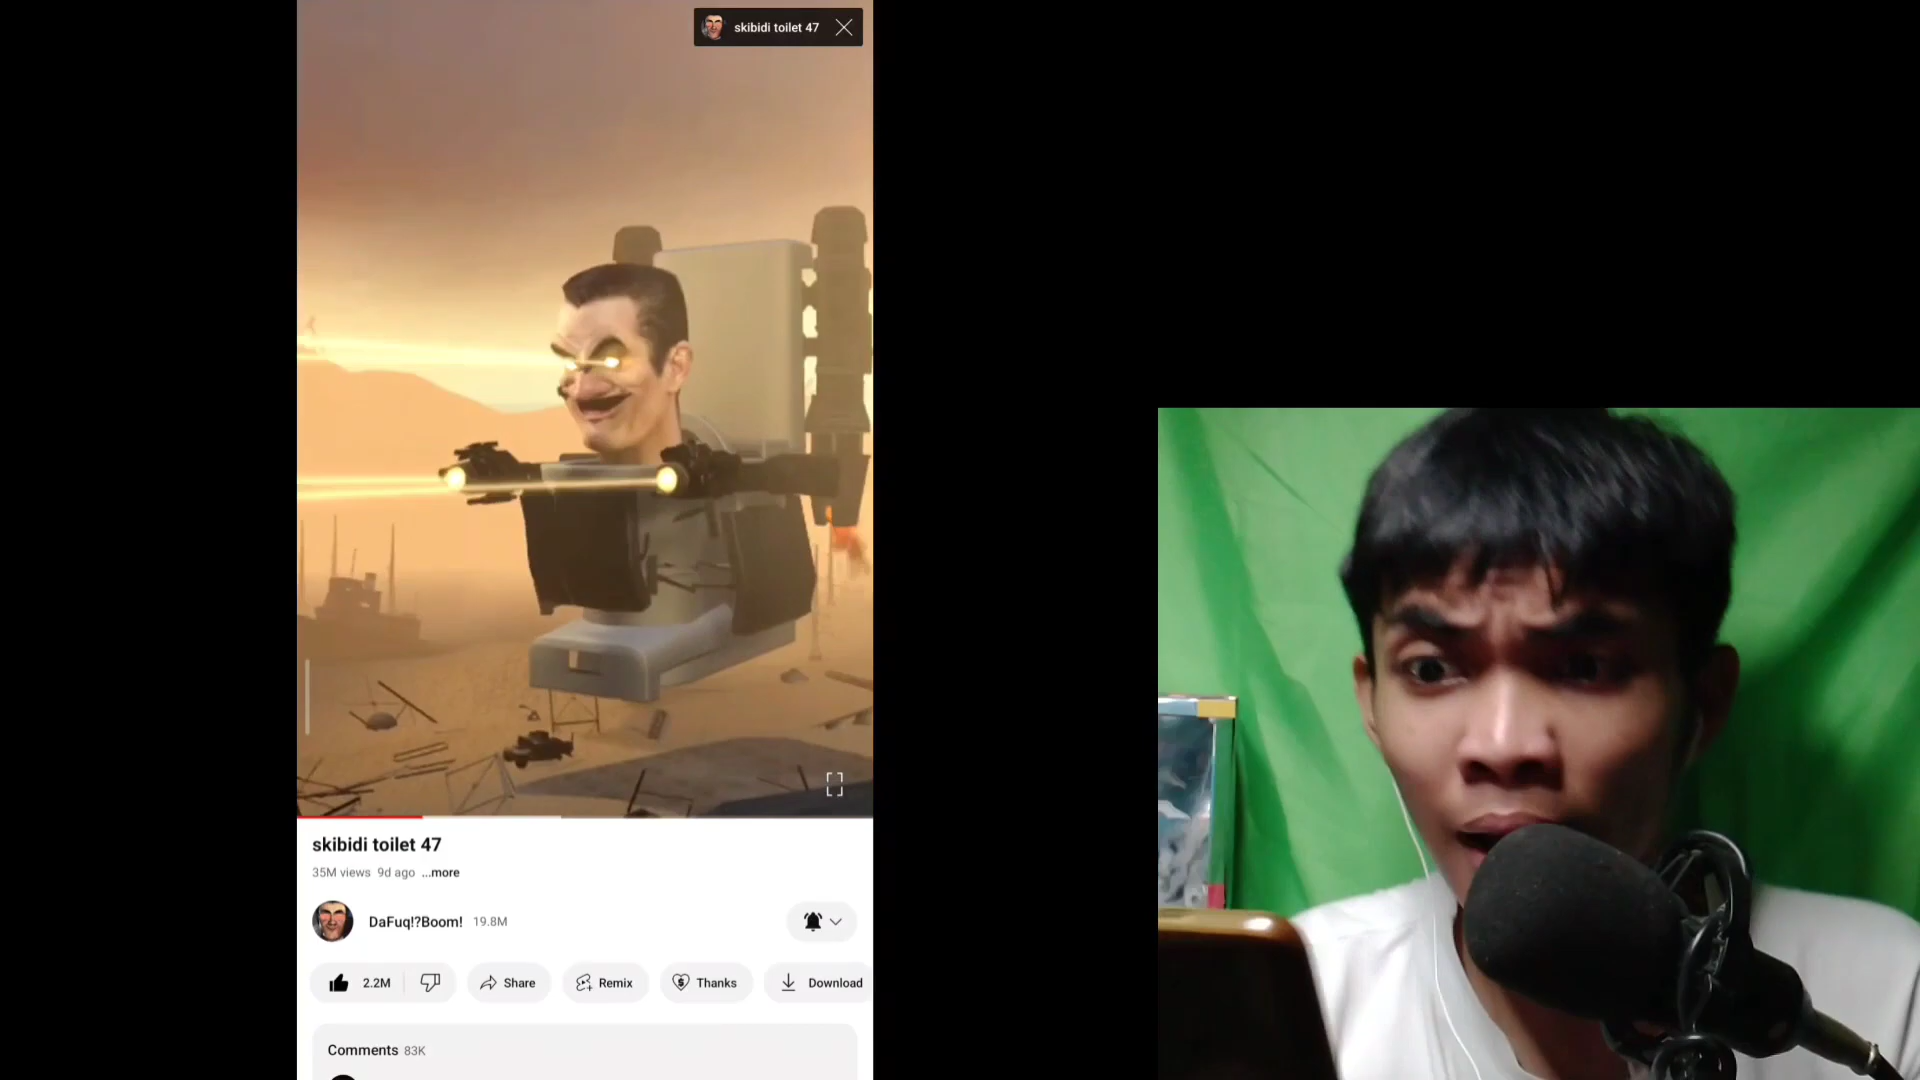 skibidi toilet 47
skibidi toilet 47
35M views 9d ago ...more
DaFuq!?Boom! 19.8M
2.2M Share Remix Thanks Download
Comments 83K